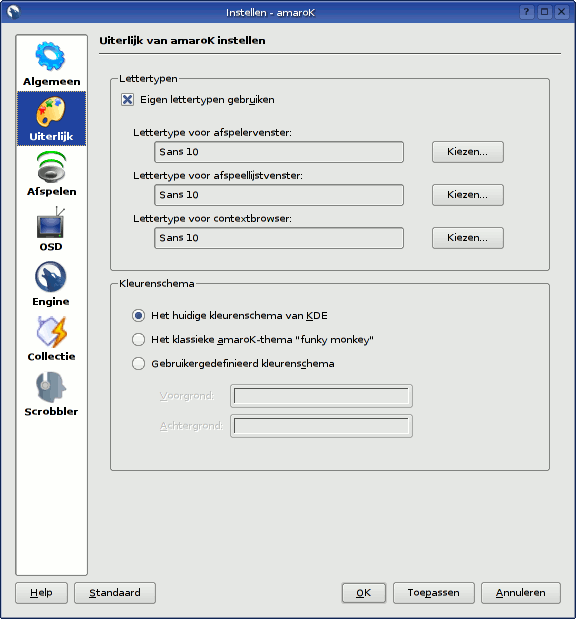 Instellen - amaroK
Algemeen
Uiterlijk
Afspelen
OSD
Engine
Collectie
Scrobbler
Uiterlijk van amaroK instellen
Lettertypen
Eigen lettertypen gebruiken
Lettertype voor afspelervenster:
Sans 10
Kiezen...
Lettertype voor afspeellijstvenster:
Sans 10
Kiezen...
Lettertype voor contextbrowser:
Sans 10
Kiezen...
Kleurenschema
Het huidige kleurenschema van KDE
Het klassieke amaroK-thema "funky monkey"
Gebruikergedefinieerd kleurenschema
Voorgrond:
Achtergrond:
Help
Standaard
OK
Toepassen
Annuleren